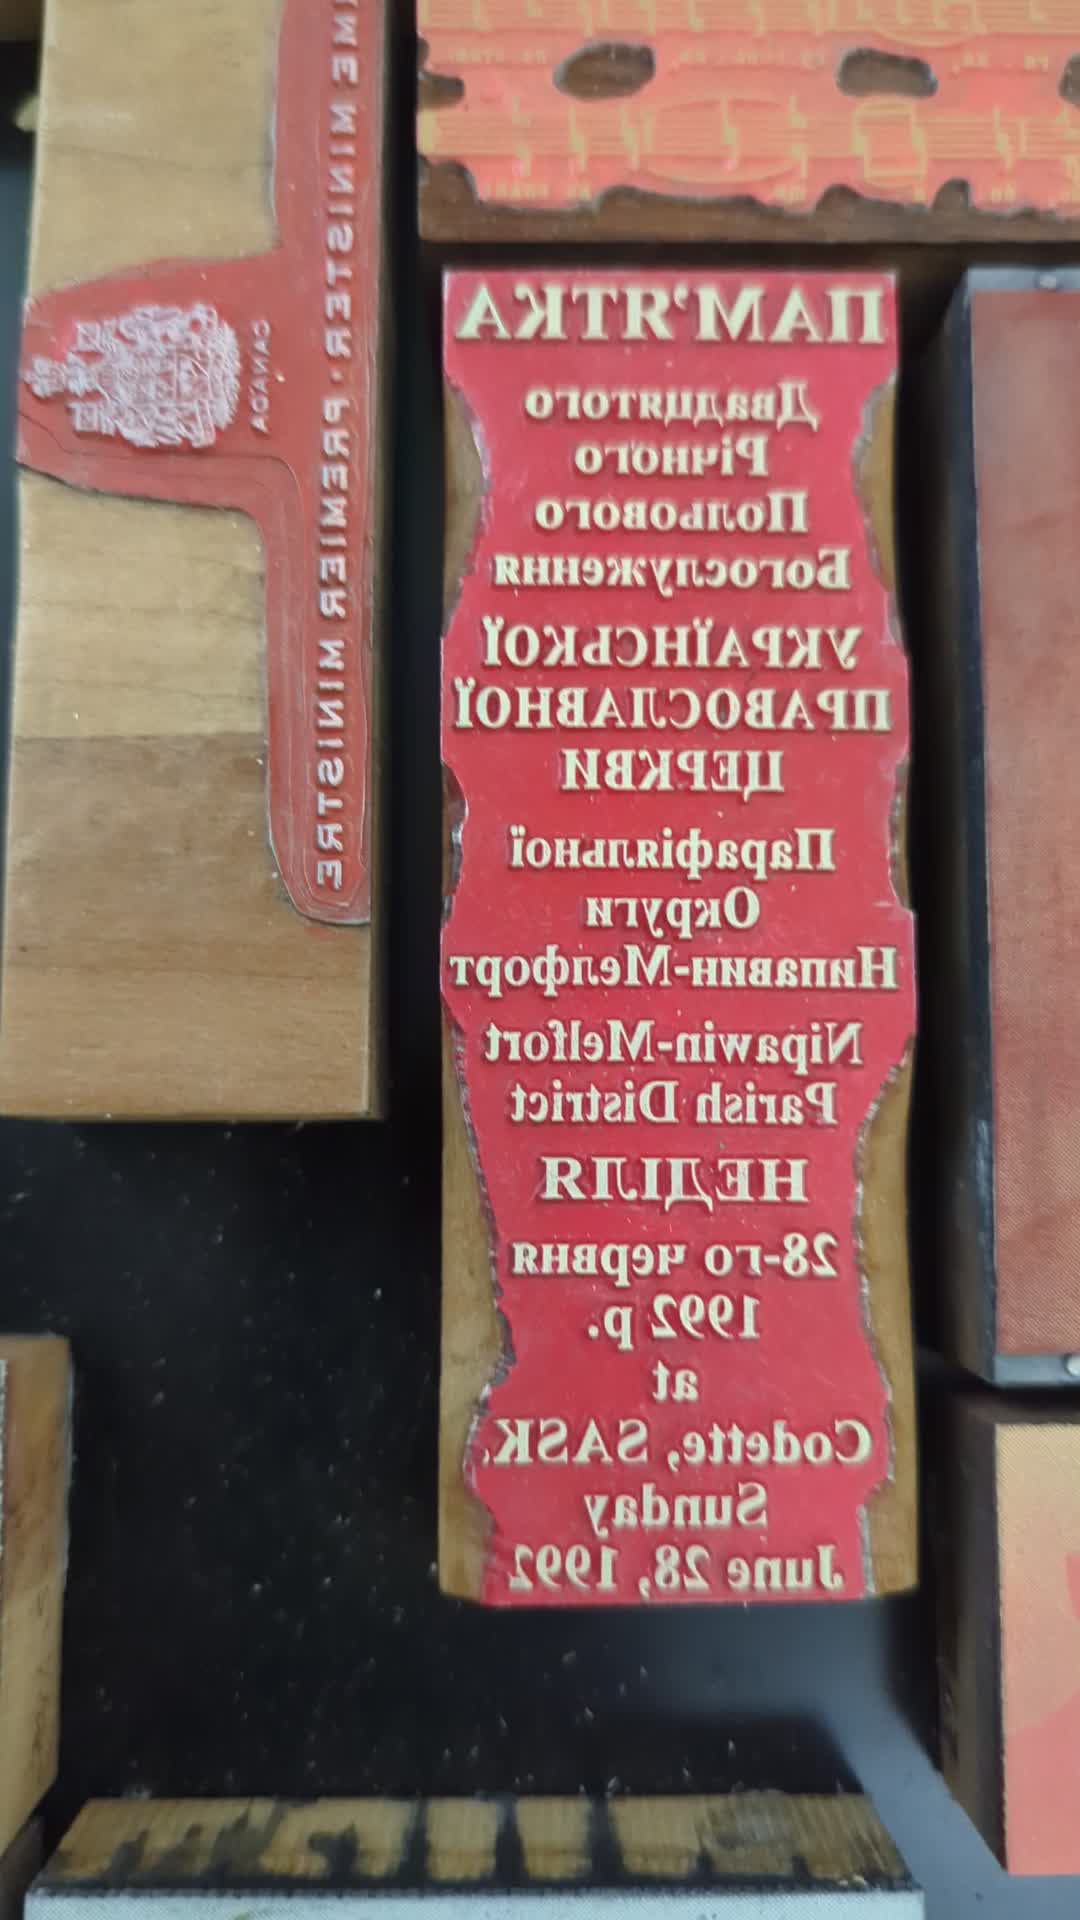 ПАМ'ЯТКА
Двадцятого
Річного
Польового
Богослуження
УКРАЇНСЬКОЇ
ПРАВОСЛАВНОЇ
ЦЕРКВИ
Парафіяльної
Округи
Нипавин-Мелфорт
Nipawin-Melfort
Parish District
НЕДІЛЯ
28-го червня
1992 р.
at
Codette, SASK.
Sunday
June 28, 1992
ME MINISTER · PREMIER MINISTRE
CANADA